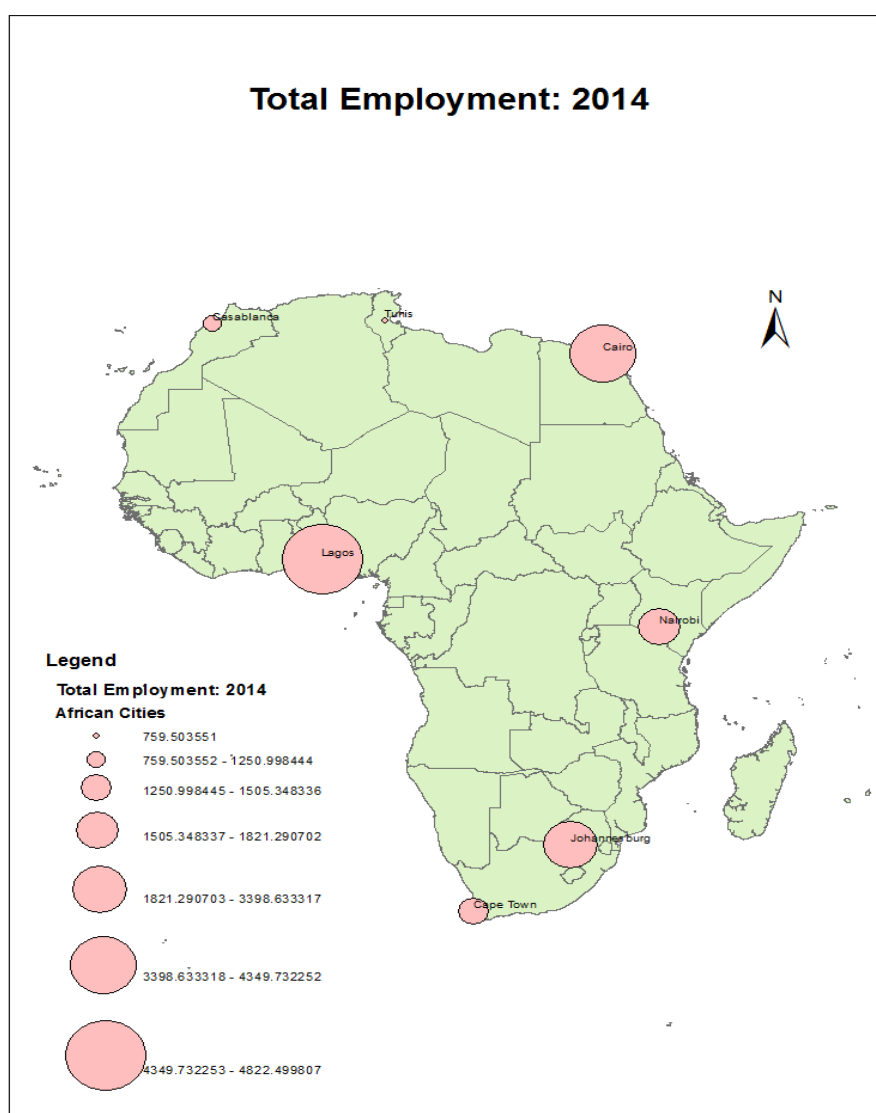 Total Employment: 2014
N
Casablanca
Tunis
Cairo
Lagos
Nairobi
Johannesburg
Cape Town
Legend
Total Employment: 2014
African Cities
759.503551
759.503552 - 1250.998444
1250.998445 - 1505.348336
1505.348337 - 1821.290702
1821.290703 - 3398.633317
3398.633318 - 4349.732252
4349.732253 - 4822.499807